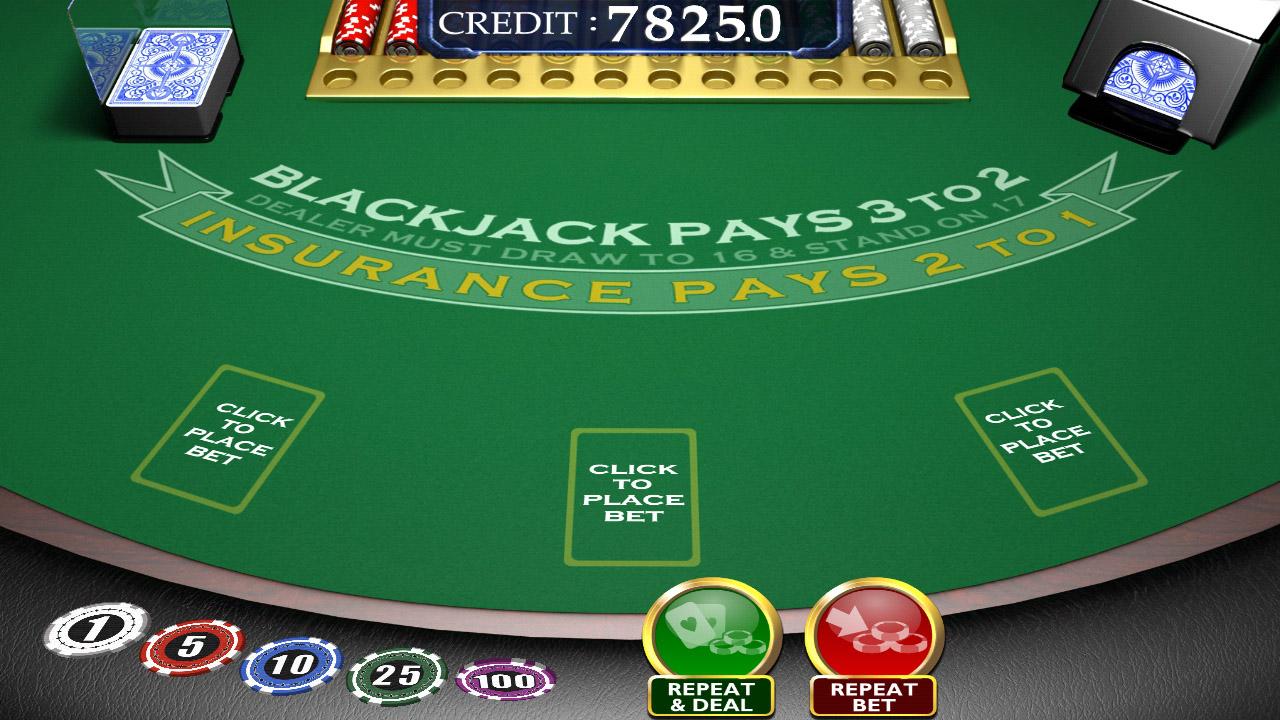 CREDIT : 78250
BLACKJACK PAYS 3 TO 2
DEALER MUST DRAW TO 16 & STAND ON 17
INSURANCE PAYS 2 TO 1
CLICK
TO
PLACE
BET
CLICK
TO
PLACE
BET
CLICK
TO
PLACE
BET
1
5
10
25
100
REPEAT
& DEAL
REPEAT
BET